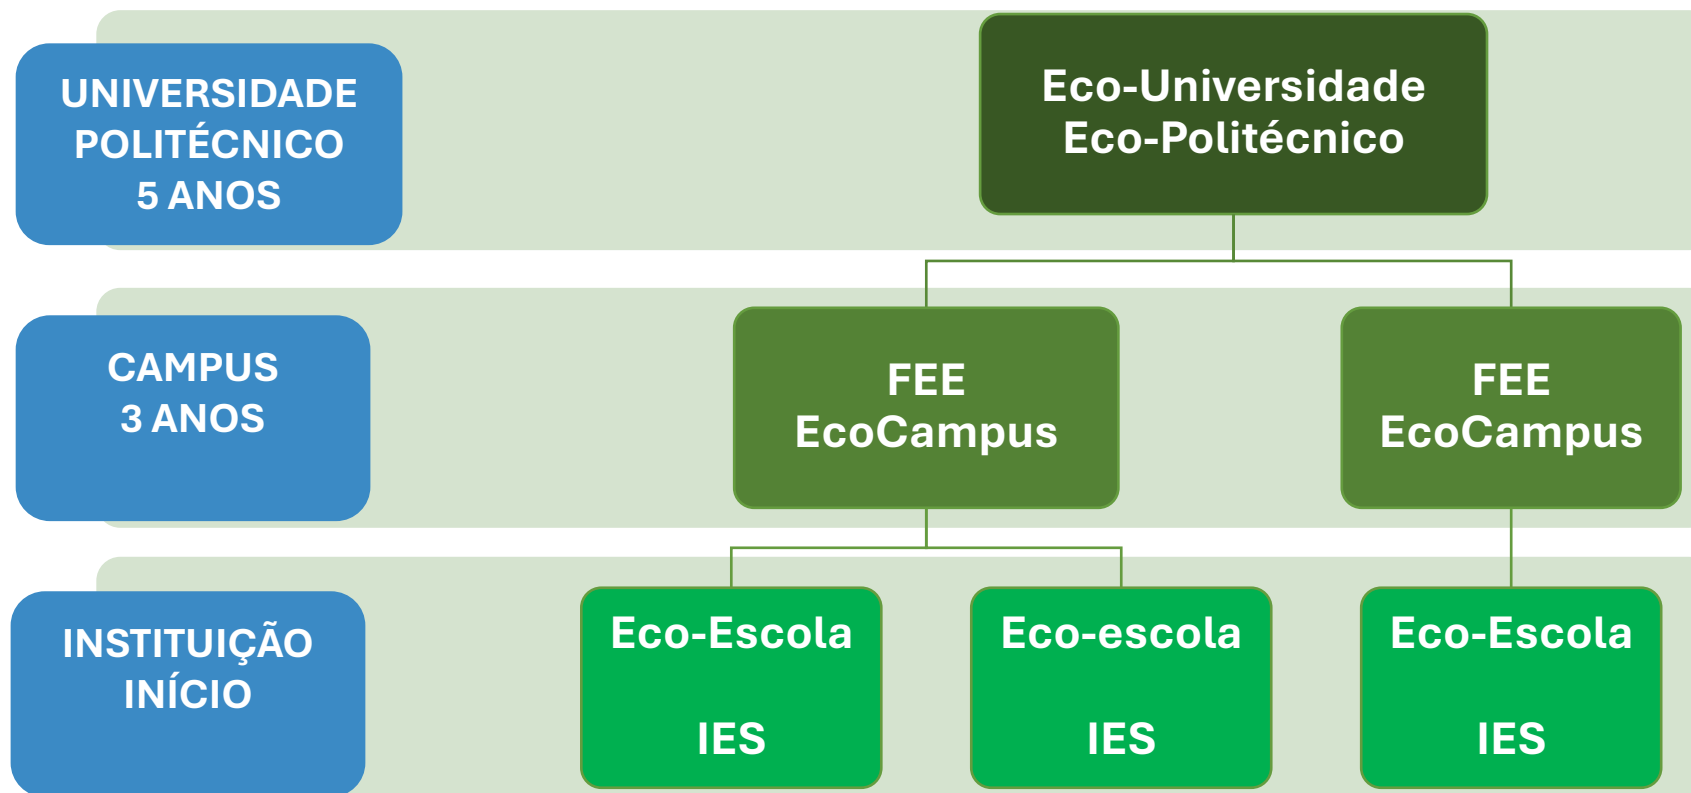 UNIVERSIDADE
POLITÉCNICO
5 ANOS
Eco-Universidade
Eco-Politécnico
CAMPUS
3 ANOS
FEE
EcoCampus
FEE
EcoCampus
INSTITUIÇÃO
INÍCIO
Eco-Escola
IES
Eco-escola
IES
Eco-Escola
IES